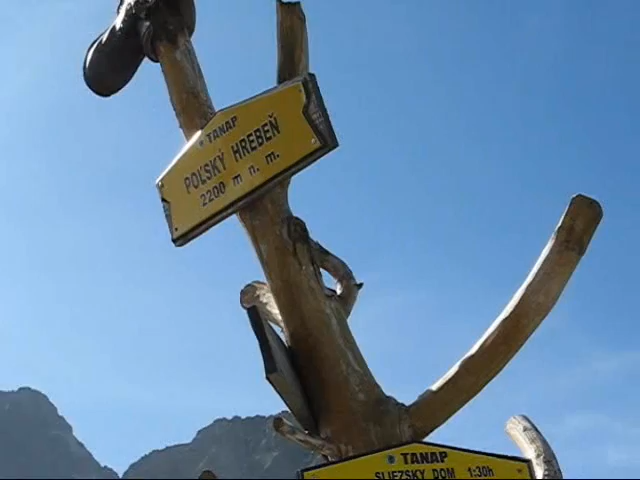 TANAP
POĽSKÝ HREBEŇ
2200 m n. m.
TANAP
SLIEZSKY DOM 1:30h